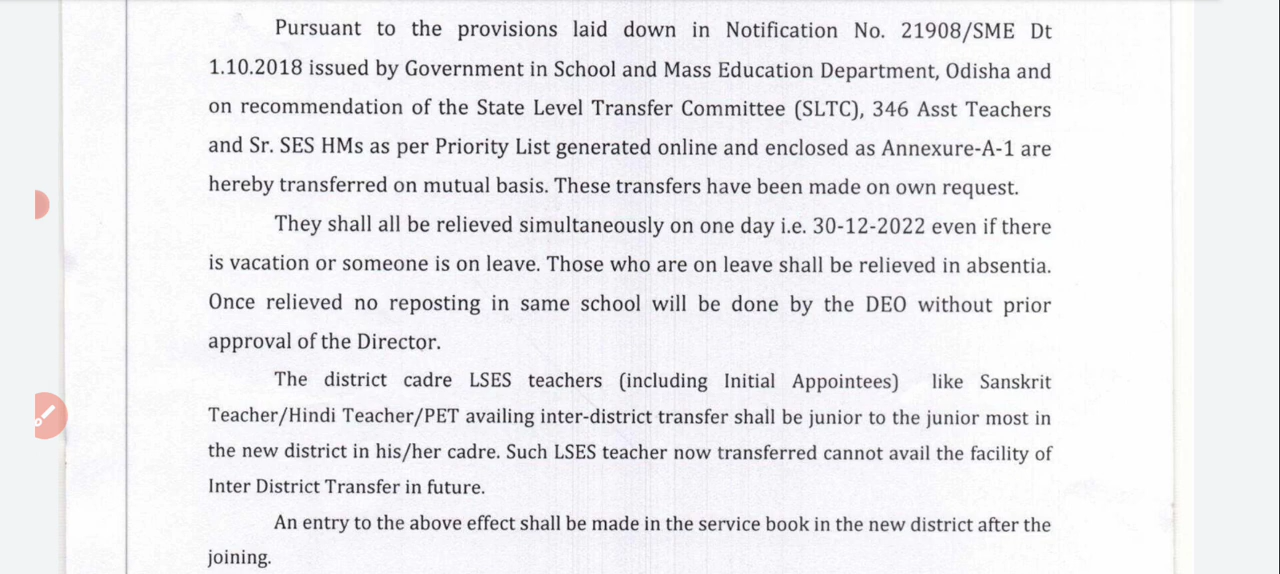 Pursuant to the provisions laid down in Notification No. 21908/SME Dt
1.10.2018 issued by Government in School and Mass Education Department, Odisha and
on recommendation of the State Level Transfer Committee (SLTC), 346 Asst Teachers
and Sr. SES HMs as per Priority List generated online and enclosed as Annexure-A-1 are
hereby transferred on mutual basis. These transfers have been made on own request.
They shall all be relieved simultaneously on one day i.e. 30-12-2022 even if there
is vacation or someone is on leave. Those who are on leave shall be relieved in absentia.
Once relieved no reposting in same school will be done by the DEO without prior
approval of the Director.
The district cadre LSES teachers (including Initial Appointees) like Sanskrit
Teacher/Hindi Teacher/PET availing inter-district transfer shall be junior to the junior most in
the new district in his/her cadre. Such LSES teacher now transferred cannot avail the facility of
Inter District Transfer in future.
An entry to the above effect shall be made in the service book in the new district after the
joining.